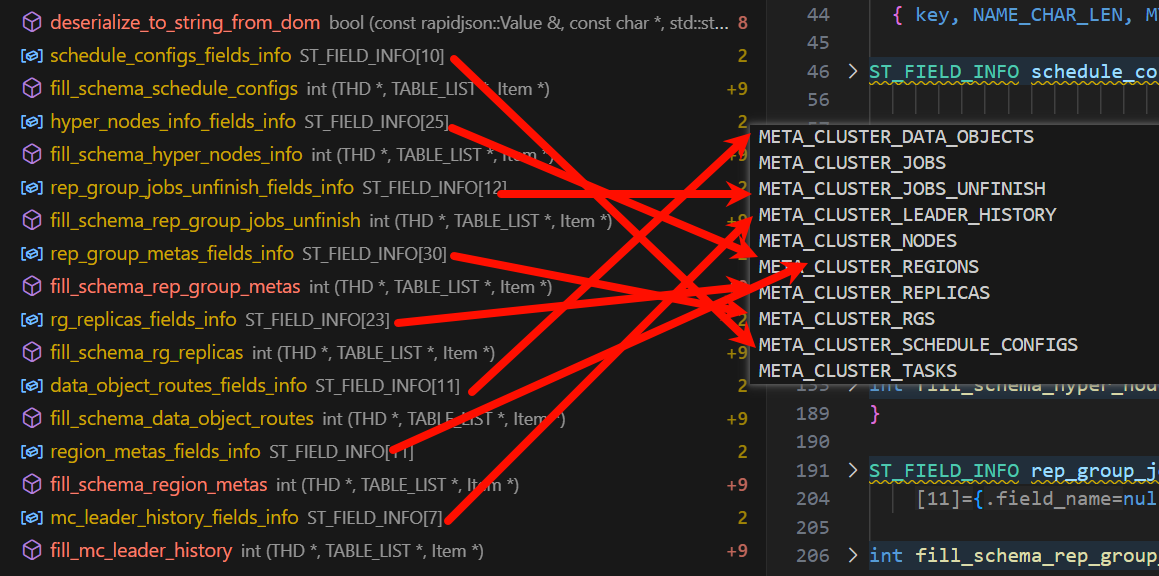 deserialize_to_string_from_dom bool (const rapidjson::Value &, const char *, std::st... 8
schedule_configs_fields_info ST_FIELD_INFO[10] 2
fill_schema_schedule_configs int (THD *, TABLE_LIST *, Item *) +9
hyper_nodes_info_fields_info ST_FIELD_INFO[25] 2
fill_schema_hyper_nodes_info int (THD *, TABLE_LIST *, Item *) +9
rep_group_jobs_unfinish_fields_info ST_FIELD_INFO[12] 2
fill_schema_rep_group_jobs_unfinish int (THD *, TABLE_LIST *, Item *) +9
rep_group_metas_fields_info ST_FIELD_INFO[30] 2
fill_schema_rep_group_metas int (THD *, TABLE_LIST *, Item *)
rg_replicas_fields_info ST_FIELD_INFO[23] 2
fill_schema_rg_replicas int (THD *, TABLE_LIST *, Item *) +9
data_object_routes_fields_info ST_FIELD_INFO[11] 2
fill_schema_data_object_routes int (THD *, TABLE_LIST *, Item *) +9
region_metas_fields_info ST_FIELD_INFO[11] 2
fill_schema_region_metas int (THD *, TABLE_LIST *, Item *) +9
mc_leader_history_fields_info ST_FIELD_INFO[7] 2
fill_mc_leader_history int (THD *, TABLE_LIST *, Item *) +9
44 { key, NAME_CHAR_LEN, M
45
46 ST_FIELD_INFO schedule_co
56
META_CLUSTER_DATA_OBJECTS
META_CLUSTER_JOBS
META_CLUSTER_JOBS_UNFINISH
META_CLUSTER_LEADER_HISTORY
META_CLUSTER_NODES
META_CLUSTER_REGIONS
META_CLUSTER_REPLICAS
META_CLUSTER_RGS
META_CLUSTER_SCHEDULE_CONFIGS
META_CLUSTER_TASKS
int fill_schema_hyper_nod
189 }
190
191 ST_FIELD_INFO rep_group_j
204 [11]={.field_name=nul
205
206 int fill_schema_rep_group_